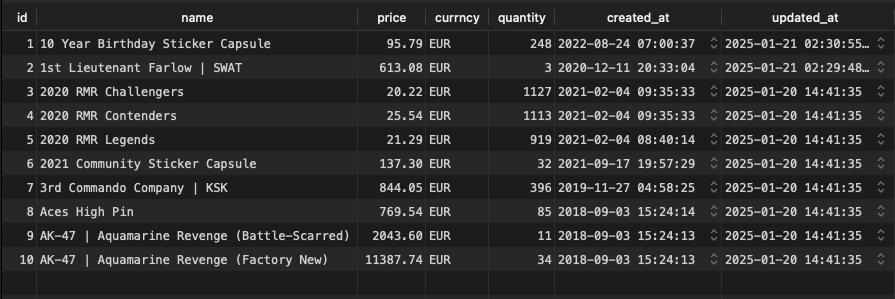 id name price currncy quantity created_at updated_at
1 10 Year Birthday Sticker Capsule 95.79 EUR 248 2022-08-24 07:00:37 2025-01-21 02:30:55…
2 1st Lieutenant Farlow | SWAT 613.08 EUR 3 2020-12-11 20:33:04 2025-01-21 02:29:48…
3 2020 RMR Challengers 20.22 EUR 1127 2021-02-04 09:35:33 2025-01-20 14:41:35
4 2020 RMR Contenders 25.54 EUR 1113 2021-02-04 09:35:33 2025-01-20 14:41:35
5 2020 RMR Legends 21.29 EUR 919 2021-02-04 08:40:14 2025-01-20 14:41:35
6 2021 Community Sticker Capsule 137.30 EUR 32 2021-09-17 19:57:29 2025-01-20 14:41:35
7 3rd Commando Company | KSK 844.05 EUR 396 2019-11-27 04:58:25 2025-01-20 14:41:35
8 Aces High Pin 769.54 EUR 85 2018-09-03 15:24:14 2025-01-20 14:41:35
9 AK-47 | Aquamarine Revenge (Battle-Scarred) 2043.60 EUR 11 2018-09-03 15:24:13 2025-01-20 14:41:35
10 AK-47 | Aquamarine Revenge (Factory New) 11387.74 EUR 34 2018-09-03 15:24:13 2025-01-20 14:41:35